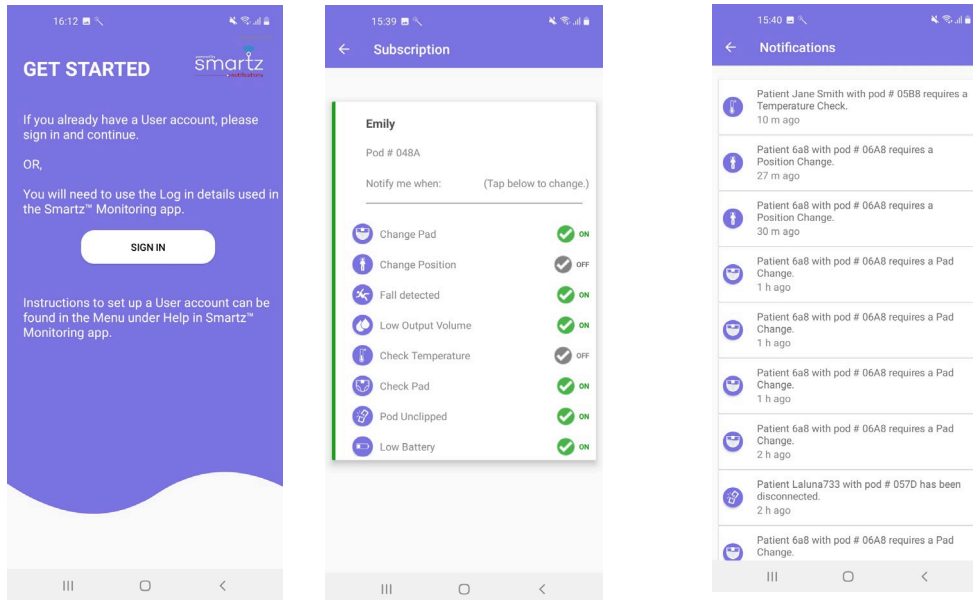 16:12
GET STARTED
smartz
notifications
If you already have a User account, please
sign in and continue.
OR,
You will need to use the Log in details used in
the Smartz™ Monitoring app.
SIGN IN
Instructions to set up a User account can be
found in the Menu under Help in Smartz™
Monitoring app.
15:39
Subscription
Emily
Pod # 048A
Notify me when: (Tap below to change.)
Change Pad ON
Change Position OFF
Fall detected ON
Low Output Volume ON
Check Temperature OFF
Check Pad ON
Pod Unclipped ON
Low Battery ON
15:40
Notifications
Patient Jane Smith with pod # 05B8 requires a
Temperature Check.
10 m ago
Patient 6a8 with pod # 06A8 requires a
Position Change.
27 m ago
Patient 6a8 with pod # 06A8 requires a
Position Change.
30 m ago
Patient 6a8 with pod # 06A8 requires a Pad
Change.
1 h ago
Patient 6a8 with pod # 06A8 requires a Pad
Change.
1 h ago
Patient 6a8 with pod # 06A8 requires a Pad
Change.
1 h ago
Patient 6a8 with pod # 06A8 requires a Pad
Change.
2 h ago
Patient Laluna733 with pod # 057D has been
disconnected.
2 h ago
Patient 6a8 with pod # 06A8 requires a Pad
Change.